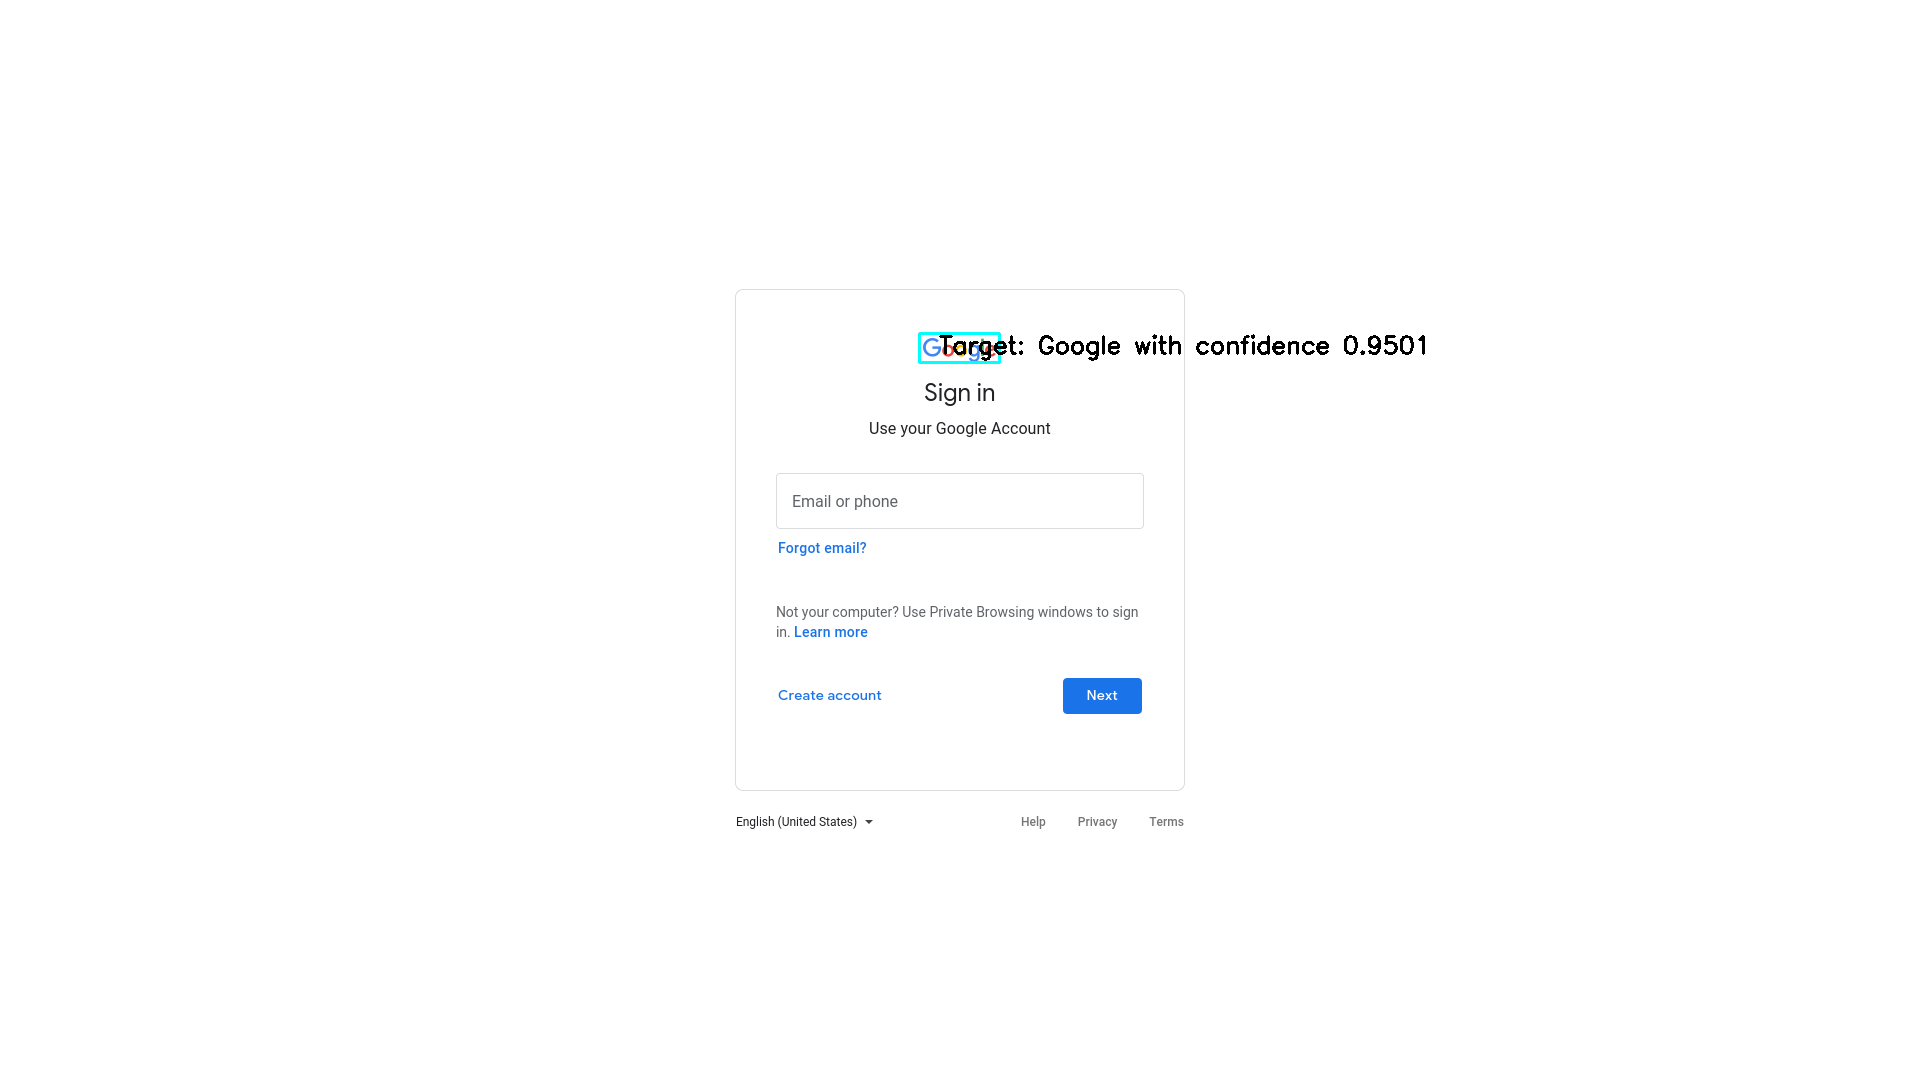 Google
Target: Google with confidence 0.9501
Sign in
Use your Google Account
Email or phone
Forgot email?
Not your computer? Use Private Browsing windows to sign
in. Learn more
Create account
Next
English (United States)
Help
Privacy
Terms